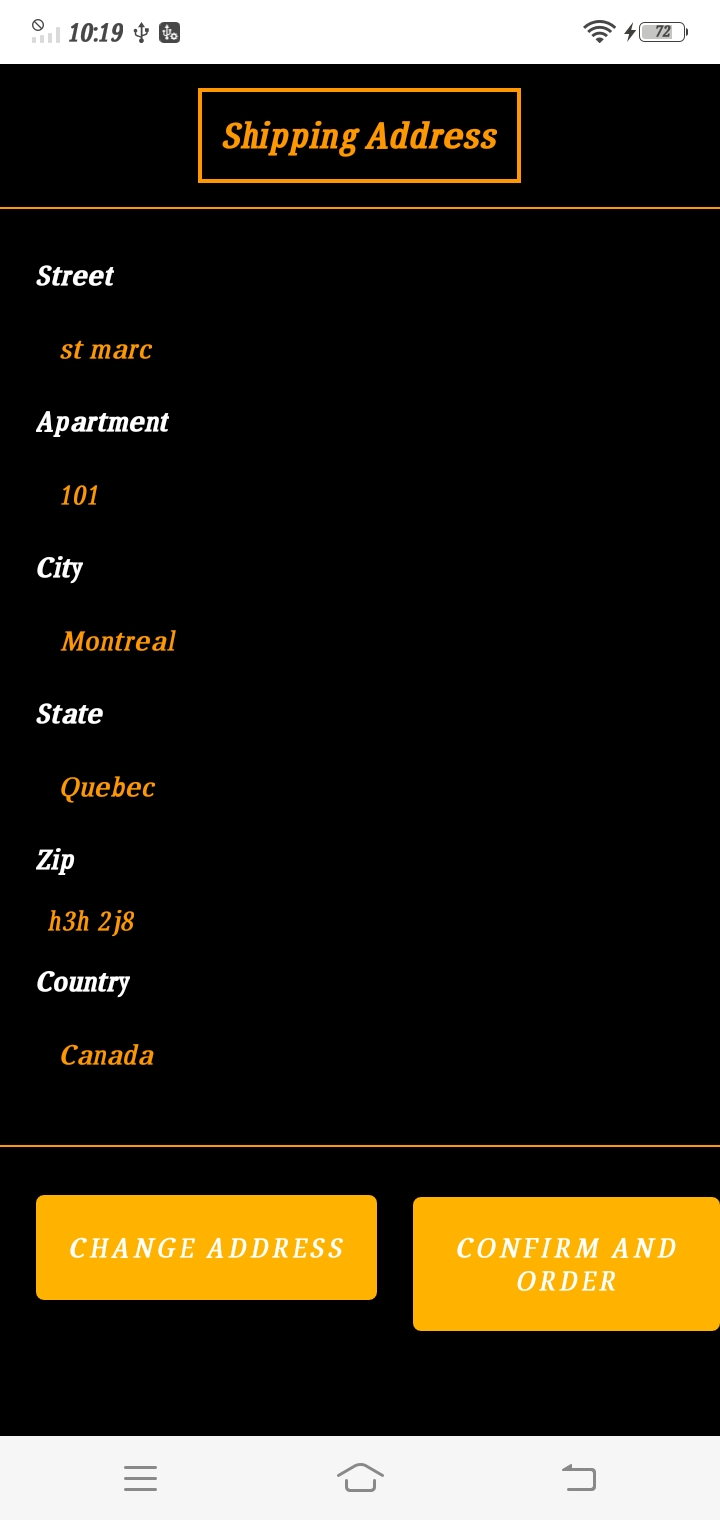 10:19
72
Shipping Address
Street
st marc
Apartment
101
City
Montreal
State
Quebec
Zip
h3h 2j8
Country
Canada
CHANGE ADDRESS
CONFIRM AND
ORDER